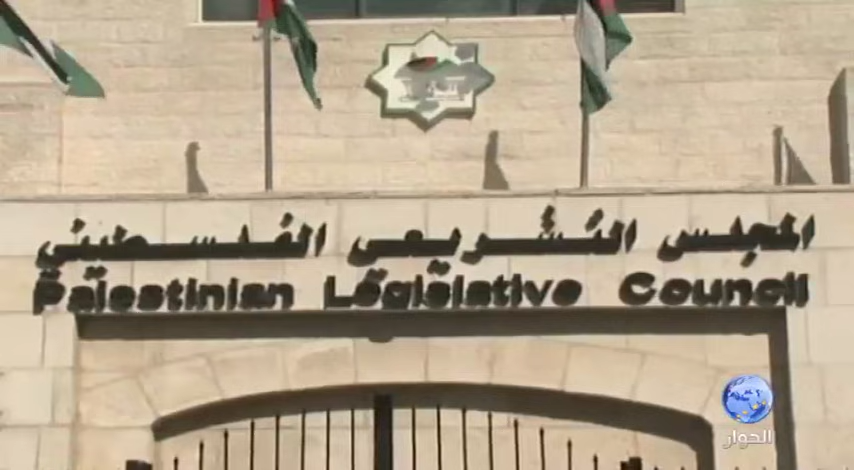 المجلس التشريعي الفلسطيني
Palestinian Legislative Council
الحوار